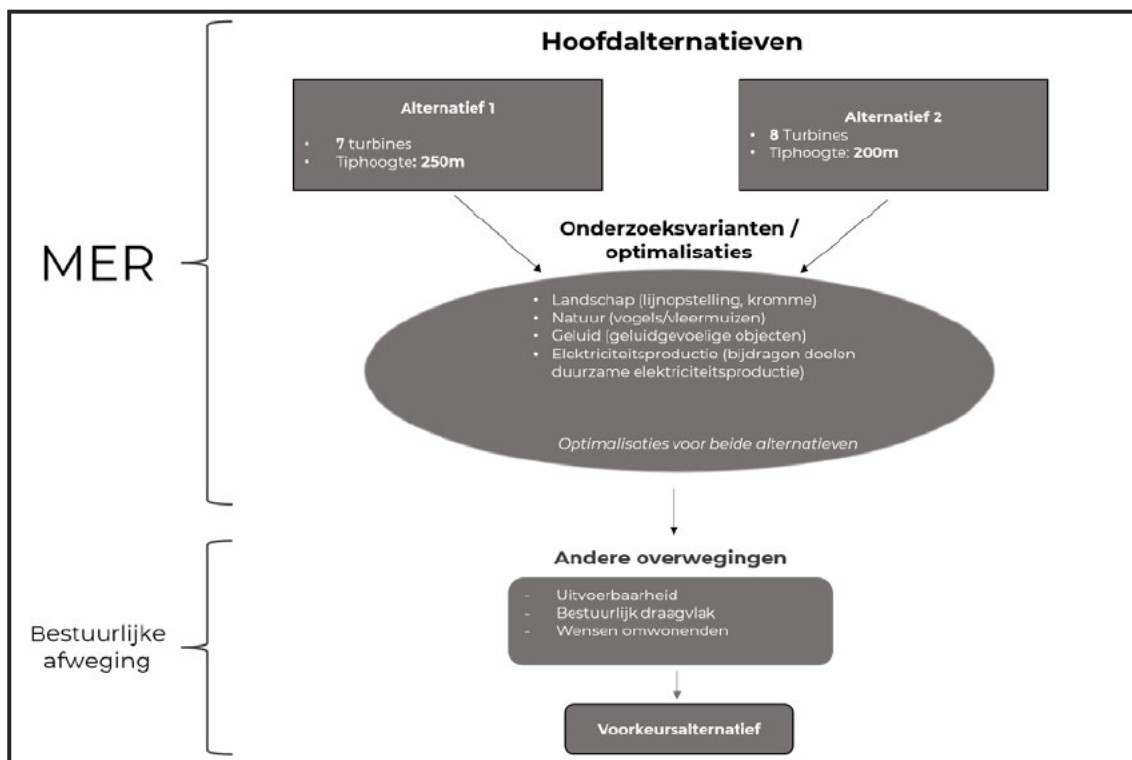 Hoofdalternatieven
Alternatief 1
• 7 turbines
• Tiphoogte: 250m
Alternatief 2
• 8 Turbines
• Tiphoogte: 200m
MER
Onderzoeksvarianten /
optimalisaties
• Landschap (lijnopstelling, kromme)
• Natuur (vogels/vleermuizen)
• Geluid (geluidgevoelige objecten)
• Elektriciteitsproductie (bijdragen doelen
duurzame elektriciteitsproductie)
Optimalisaties voor beide alternatieven
Andere overwegingen
- Uitvoerbaarheid
- Bestuurlijk draagvlak
- Wensen omwonenden
Bestuurlijke
afweging
Voorkeursalternatief